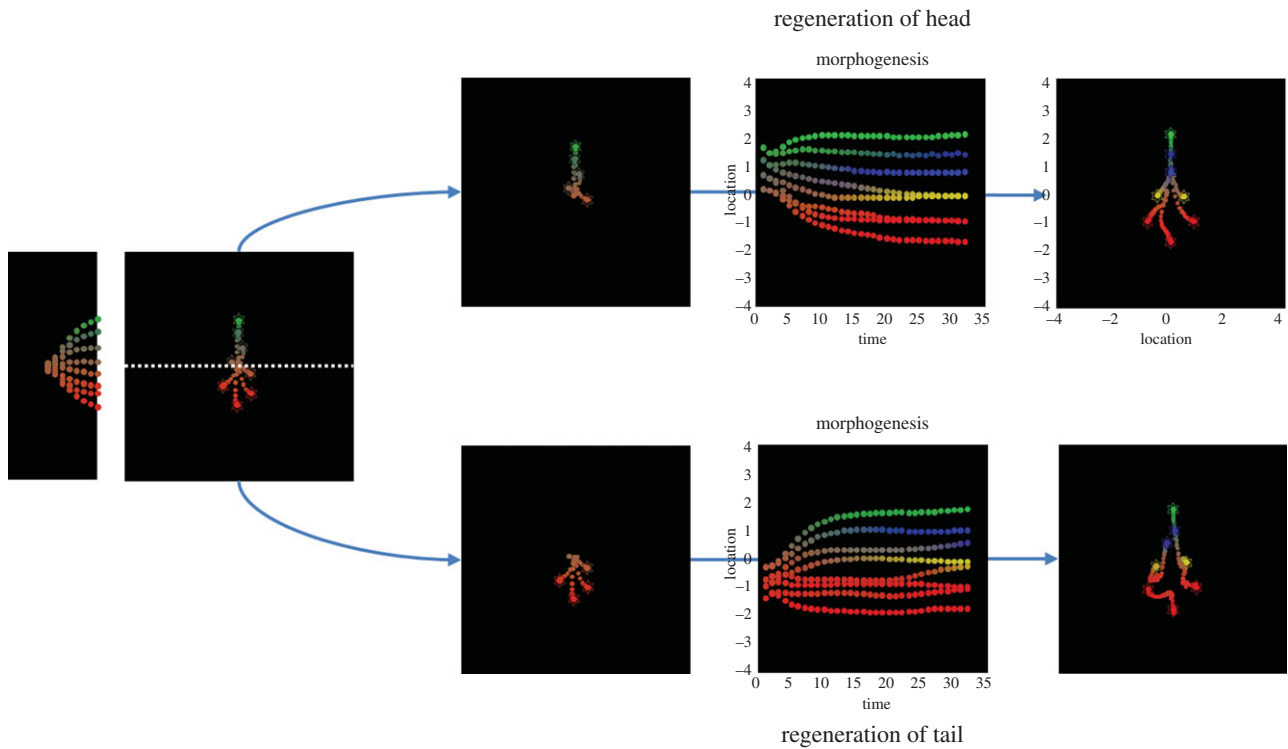 regeneration of head
morphogenesis
4
3
2
1
0
–1
–2
–3
–4
location
0 5 10 15 20 25 30 35
time
4
3
2
1
0
–1
–2
–3
–4
–4 –2 0 2 4
location
morphogenesis
4
3
2
1
0
–1
–2
–3
–4
location
0 5 10 15 20 25 30 35
time
regeneration of tail